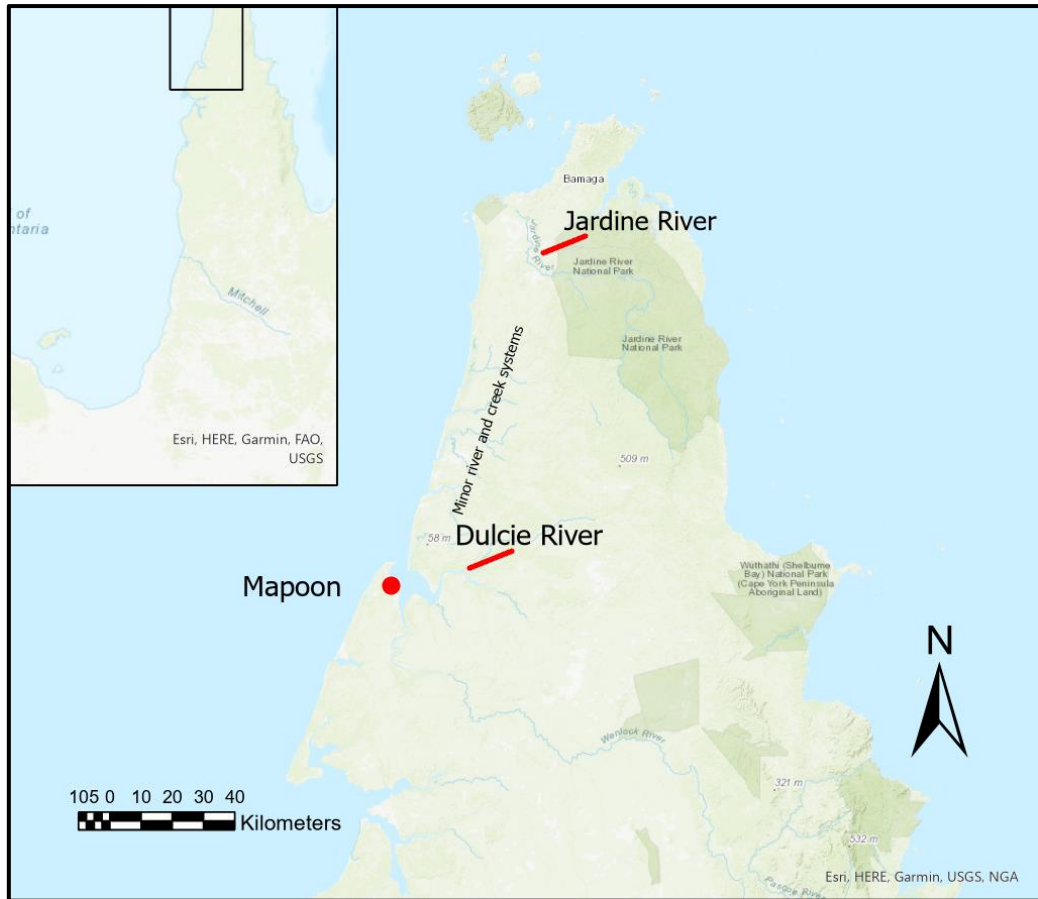 of
ntaria
Mitchell
Esri, HERE, Garmin, FAO,
USGS
Bamaga
Jardine River
Jardine
River
Jardine River
National Park
Jardine River
National Park
Minor river and creek systems
509 m
58 m
Dulcie River
Mapoon
Wuthathi (Shelburne
Bay) National Park
(Cape York Peninsula
Aboriginal Land)
N
Wenlock River
321 m
532 m
105 0 10 20 30 40
Kilometers
Pascoe River
Esri, HERE, Garmin, USGS, NGA